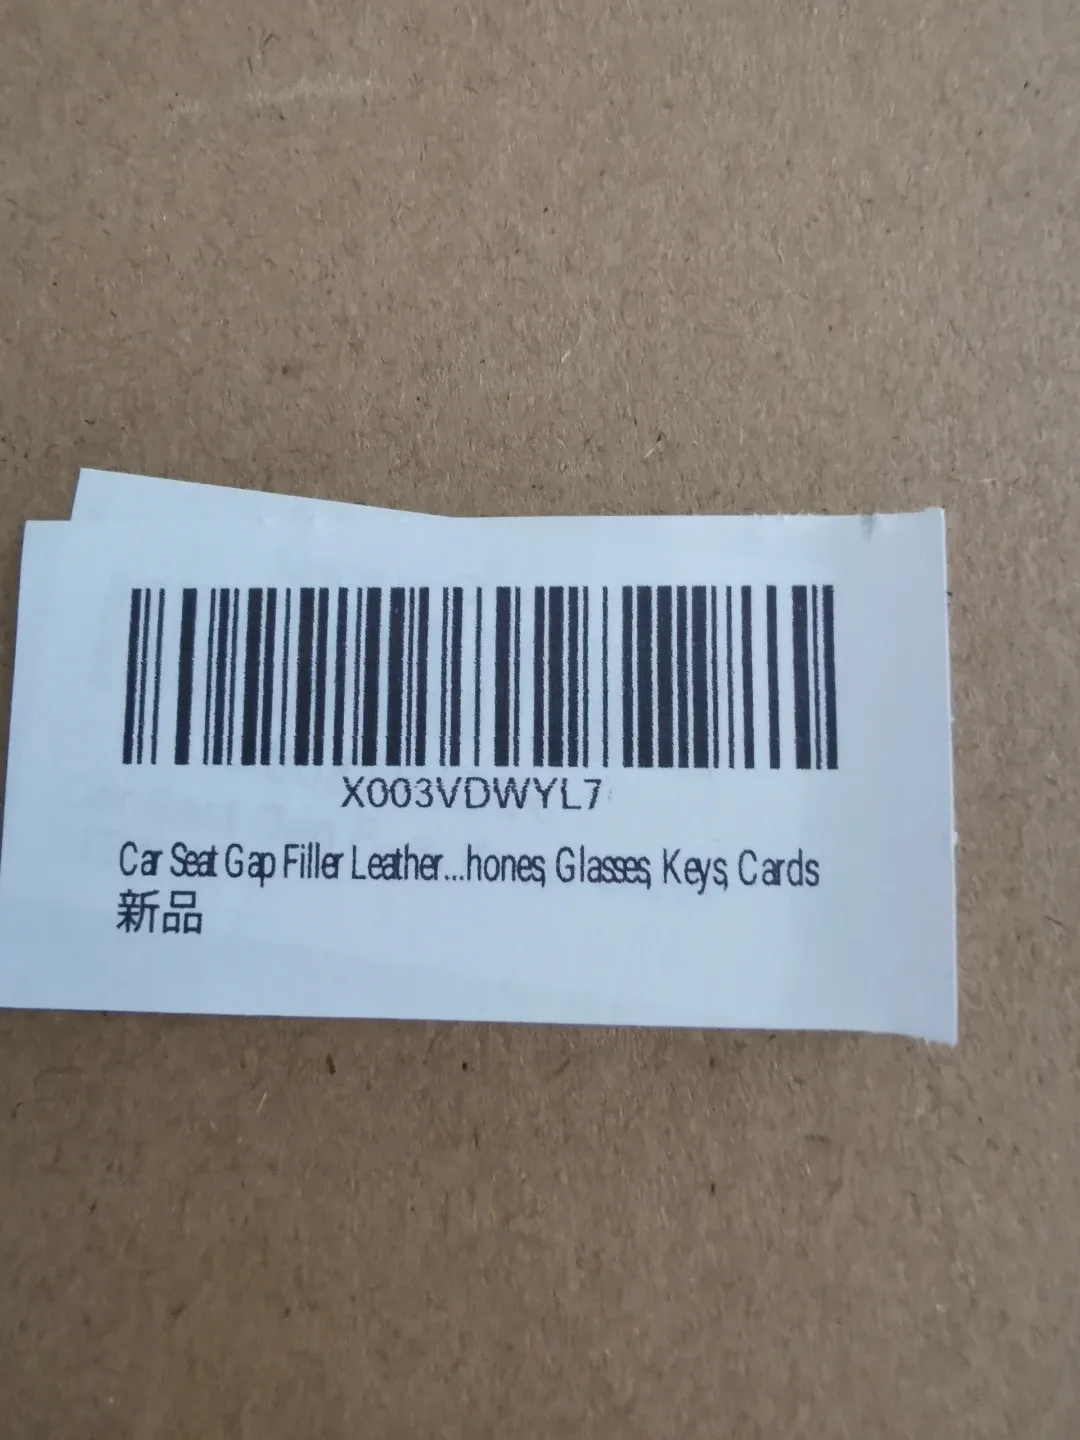 X003VDWYL7
Car Seat Gap Filler Leather...hones, Glasses, Keys, Cards
新品